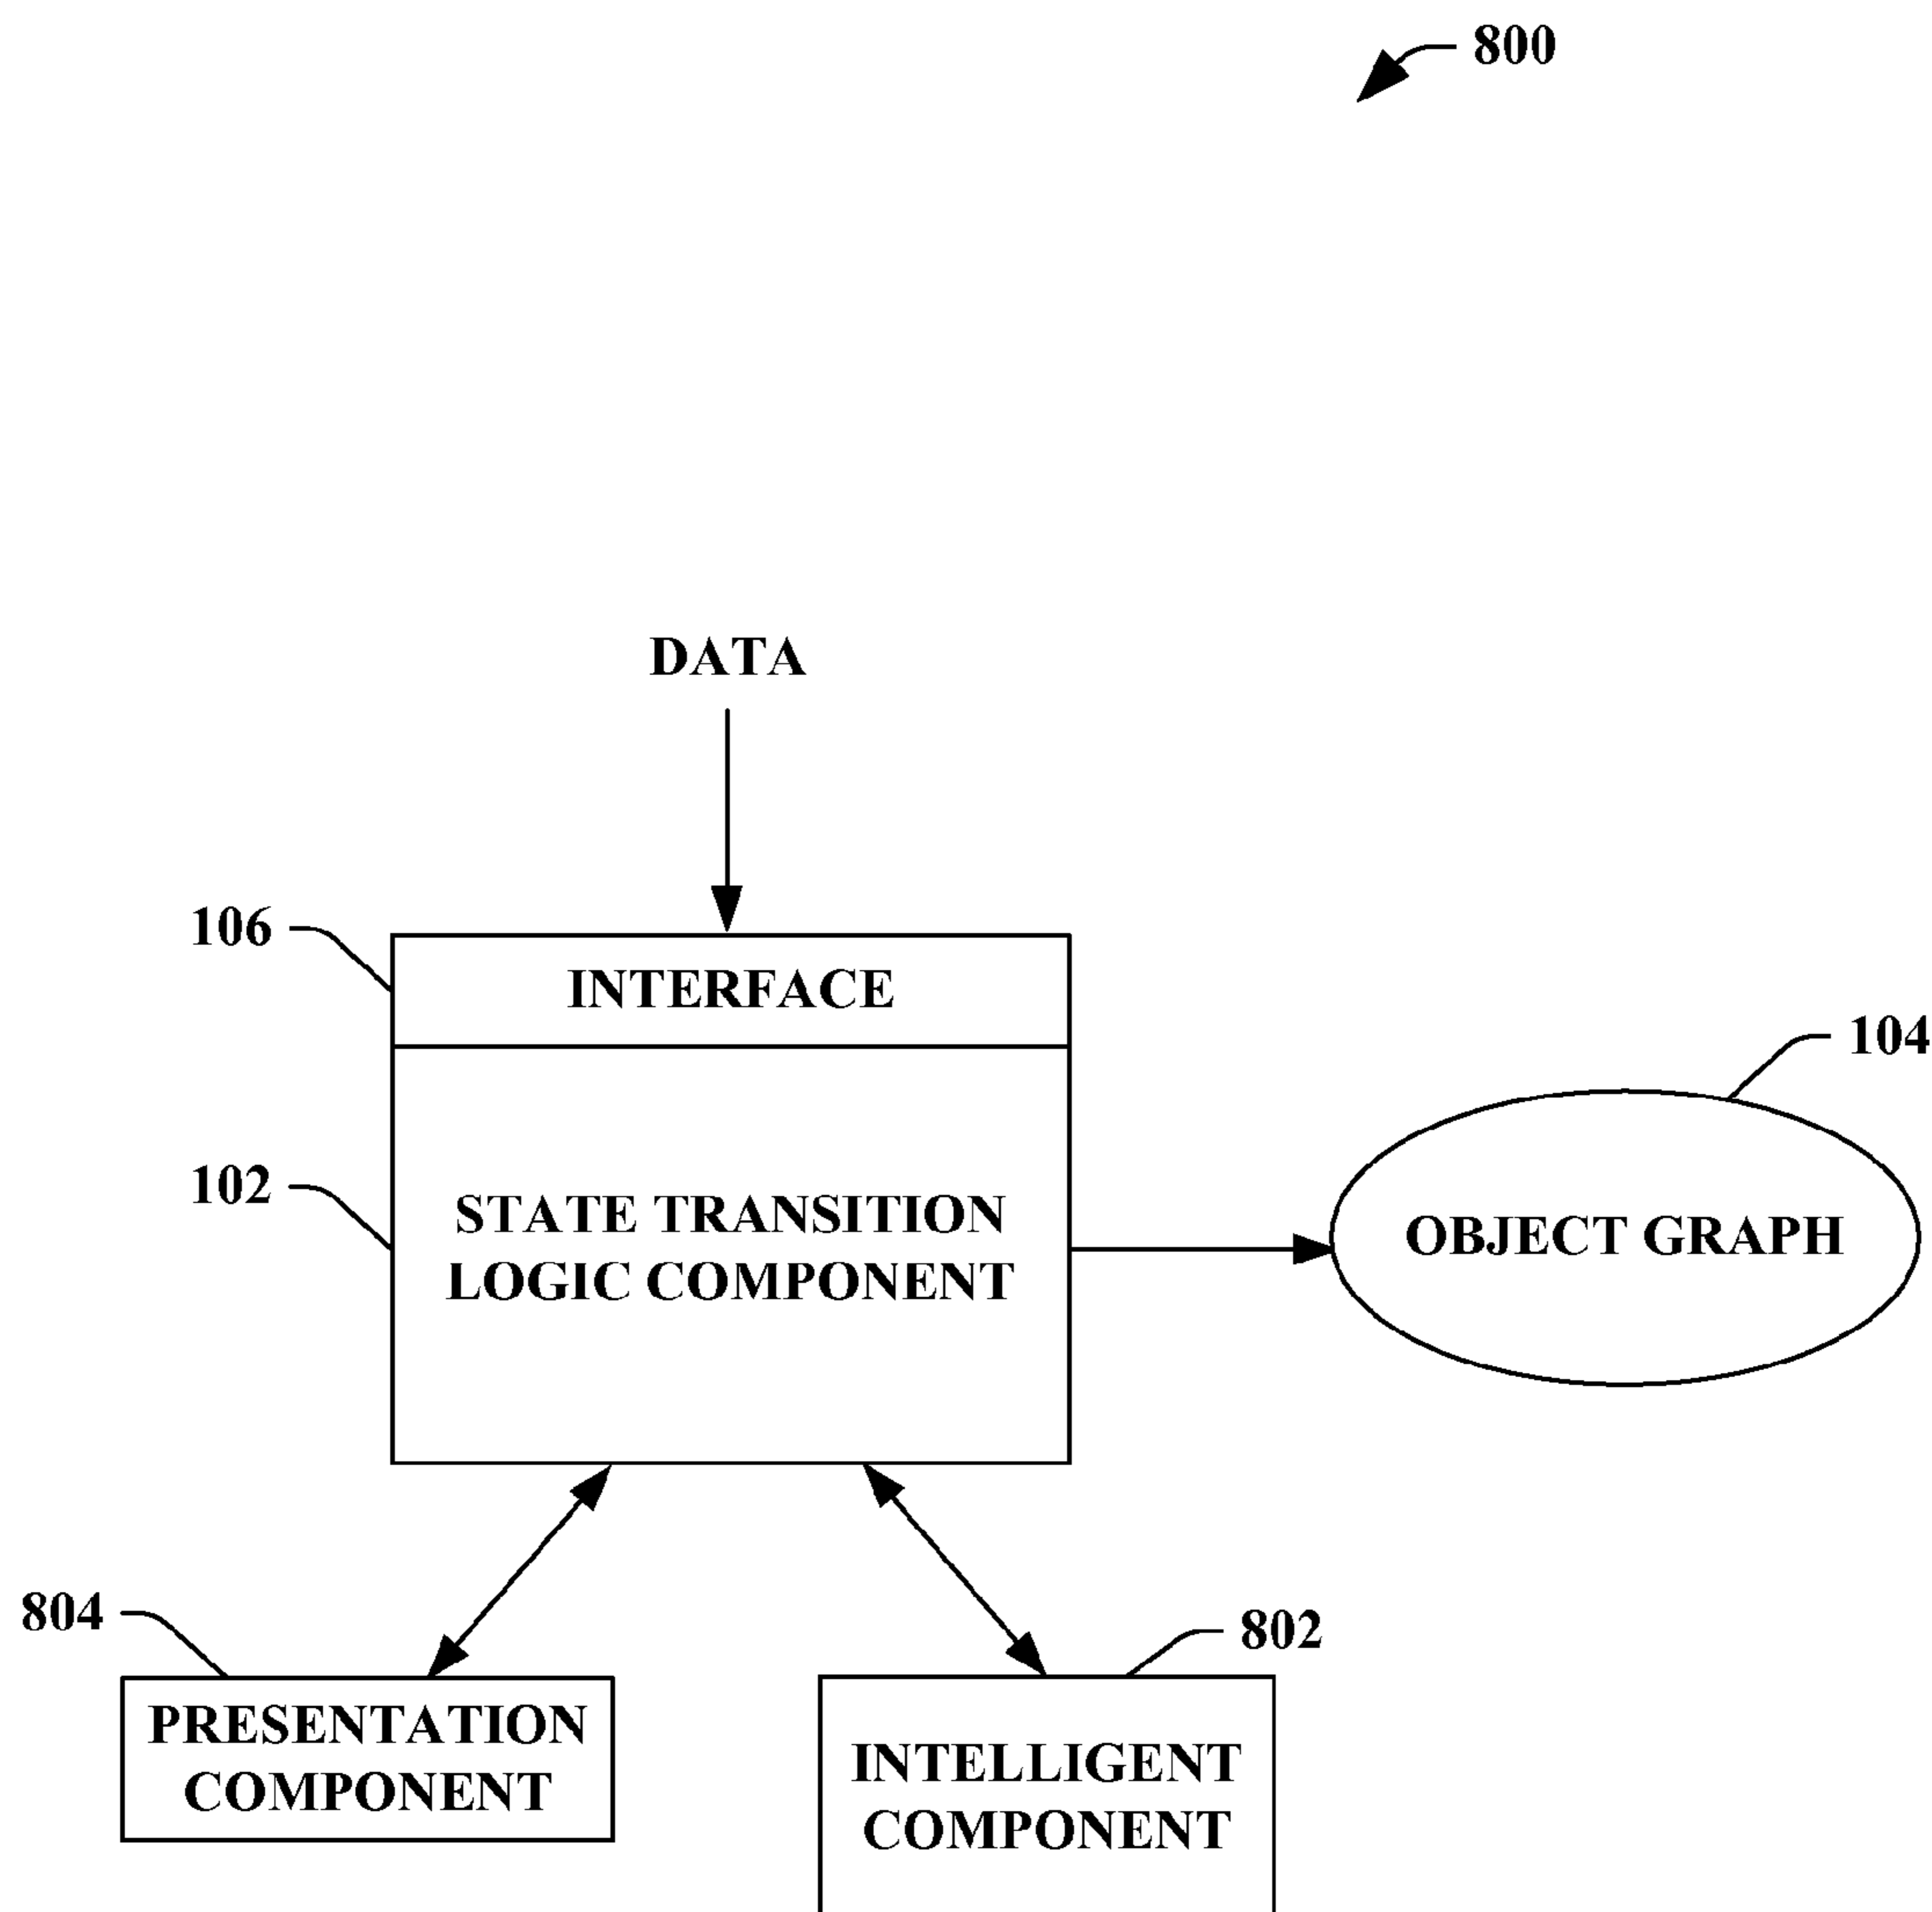 800
DATA
106
INTERFACE
104
102
STATE TRANSITION
LOGIC COMPONENT
OBJECT GRAPH
804
802
PRESENTATION
COMPONENT
INTELLIGENT
COMPONENT